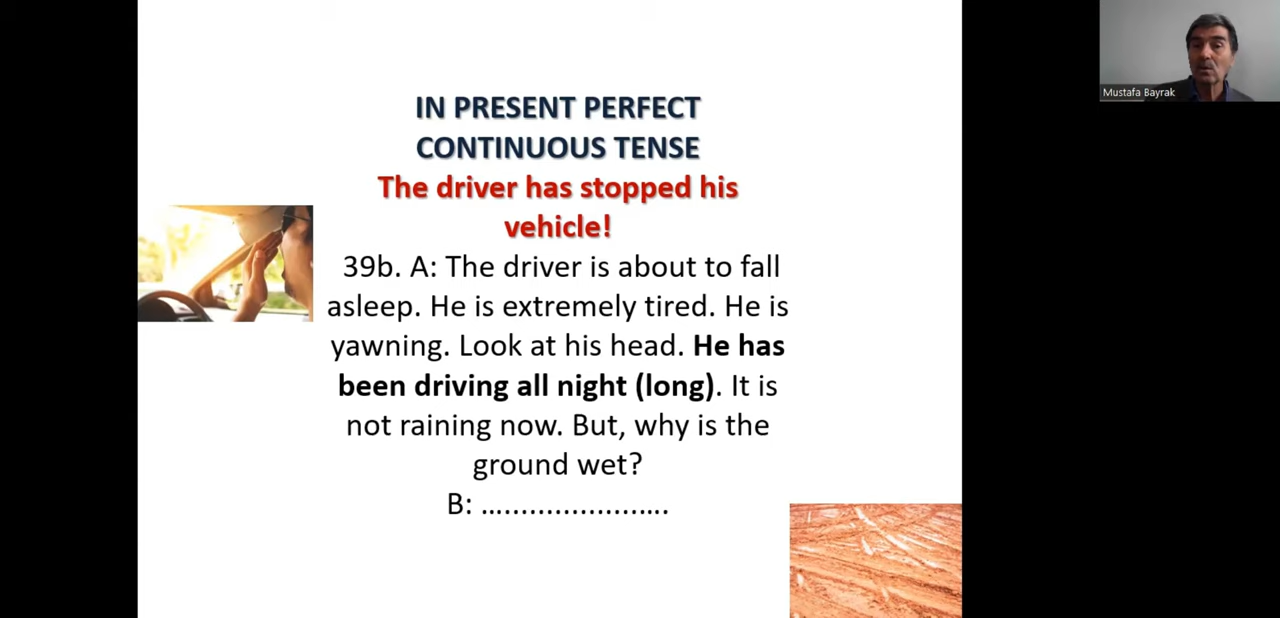 IN PRESENT PERFECT
CONTINUOUS TENSE
The driver has stopped his
vehicle!
39b. A: The driver is about to fall
asleep. He is extremely tired. He is
yawning. Look at his head. He has
been driving all night (long). It is
not raining now. But, why is the
ground wet?
B: …………………….
Mustafa Bayrak